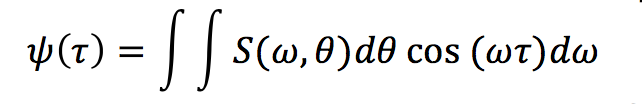 ψ(τ) = ∫ ∫ S(ω, θ)dθ cos (ωτ)dω